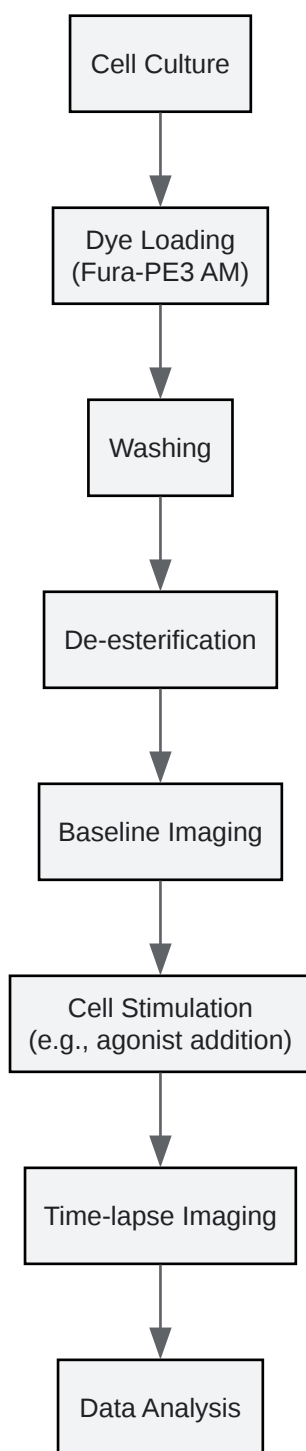 Cell Culture
Dye Loading
(Fura-PE3 AM)
Washing
De-esterification
Baseline Imaging
Cell Stimulation
(e.g., agonist addition)
Time-lapse Imaging
Data Analysis